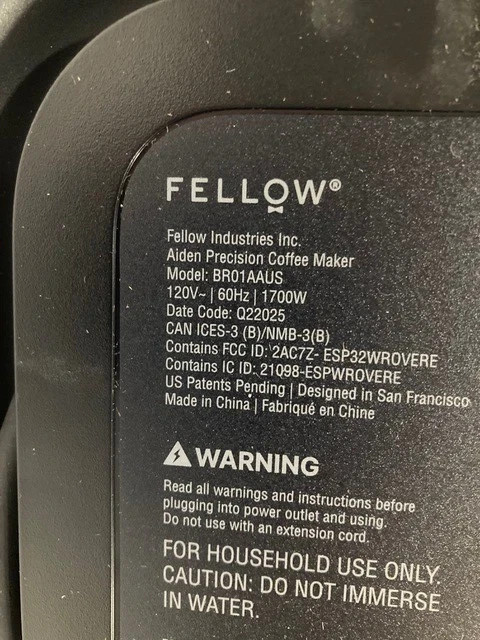 FELLOW®
Fellow Industries Inc.
Aiden Precision Coffee Maker
Model: BR01AAUS
120V~ | 60Hz | 1700W
Date Code: Q22025
CAN ICES-3 (B)/NMB-3(B)
Contains FCC ID: 2AC7Z- ESP32WROVERE
Contains IC ID: 21098-ESPWROVERE
US Patents Pending | Designed in San Francisco
Made in China | Fabriqué en Chine
WARNING
Read all warnings and instructions before
plugging into power outlet and using.
Do not use with an extension cord.
FOR HOUSEHOLD USE ONLY.
CAUTION: DO NOT IMMERSE
IN WATER.